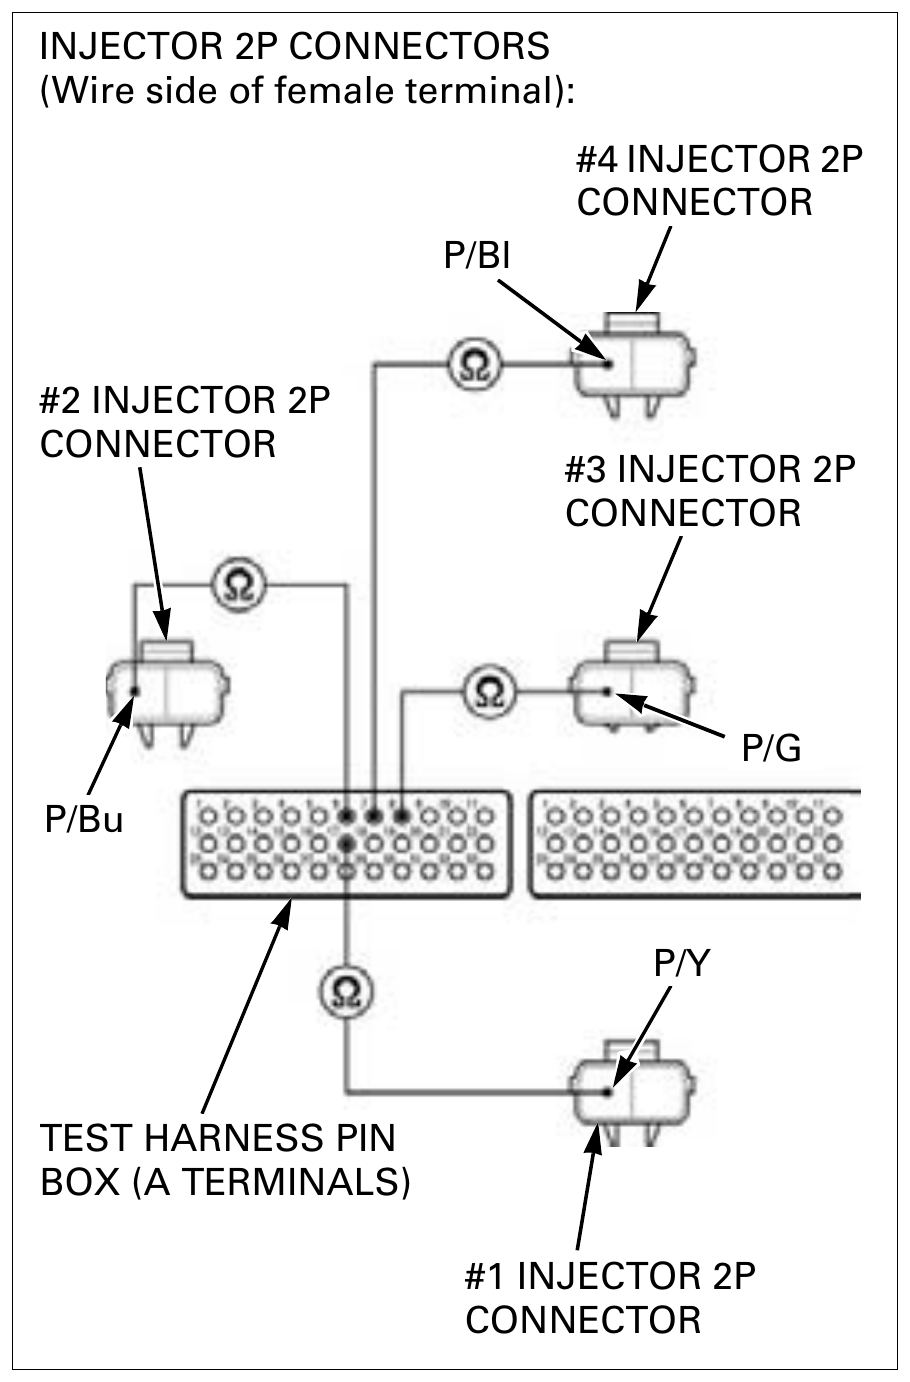 INJECTOR 2P CONNECTORS
(Wire side of female terminal):
#4 INJECTOR 2P
CONNECTOR
P/Bl
Ω
#2 INJECTOR 2P
CONNECTOR
#3 INJECTOR 2P
CONNECTOR
Ω
Ω
P/G
P/Bu
P/Y
Ω
TEST HARNESS PIN
BOX (A TERMINALS)
#1 INJECTOR 2P
CONNECTOR